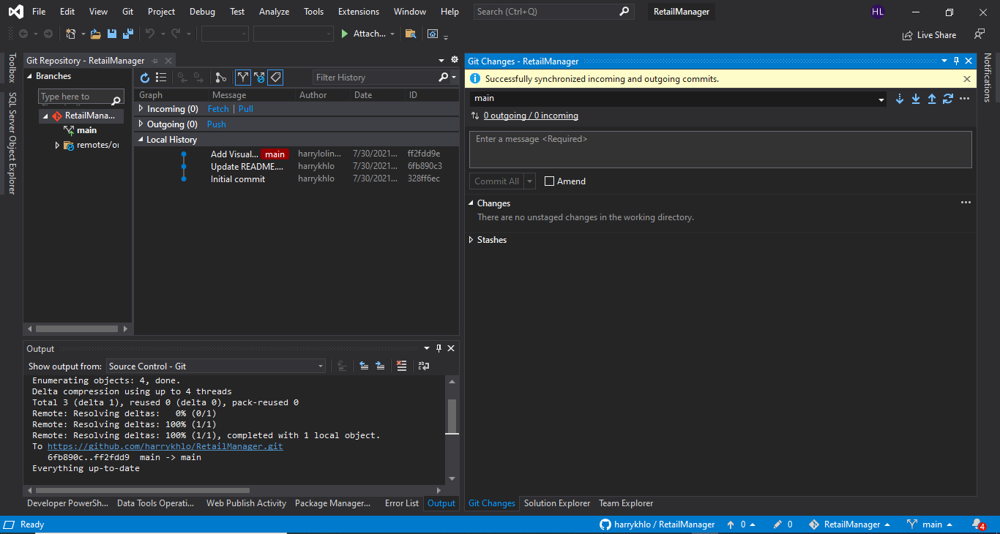 File Edit View Git Project Debug Test Analyze Tools Extensions Window Help Search (Ctrl+Q) RetailManager HL
Attach... Live Share
Toolbox
SQL Server Object Explorer
Git Repository - RetailManager
Branches
Type here to
RetailMana...
main
remotes/or
Filter History
Graph Message Author Date ID
Incoming (0) Fetch | Pull
Outgoing (0) Push
Local History
Add Visual... main harrylolin... 7/30/2021... ff2fdd9e
Update README.... harrykhlo 7/30/2021... 6fb890c3
Initial commit harrykhlo 7/30/2021... 328ff6ec
Output
Show output from: Source Control - Git
Enumerating objects: 4, done.
Delta compression using up to 4 threads
Total 3 (delta 1), reused 0 (delta 0), pack-reused 0
Remote: Resolving deltas: 0% (0/1)
Remote: Resolving deltas: 100% (1/1)
Remote: Resolving deltas: 100% (1/1), completed with 1 local object.
To https://github.com/harrykhlo/RetailManager.git
6fb890c..ff2fdd9 main -> main
Everything up-to-date
Developer PowerSh... Data Tools Operati... Web Publish Activity Package Manager... Error List Output
Git Changes - RetailManager
Successfully synchronized incoming and outgoing commits.
main
0 outgoing / 0 incoming
Enter a message <Required>
Commit All Amend
Changes
There are no unstaged changes in the working directory.
Stashes
Git Changes Solution Explorer Team Explorer
Notifications
Ready harrykhlo / RetailManager 0 0 RetailManager main 4